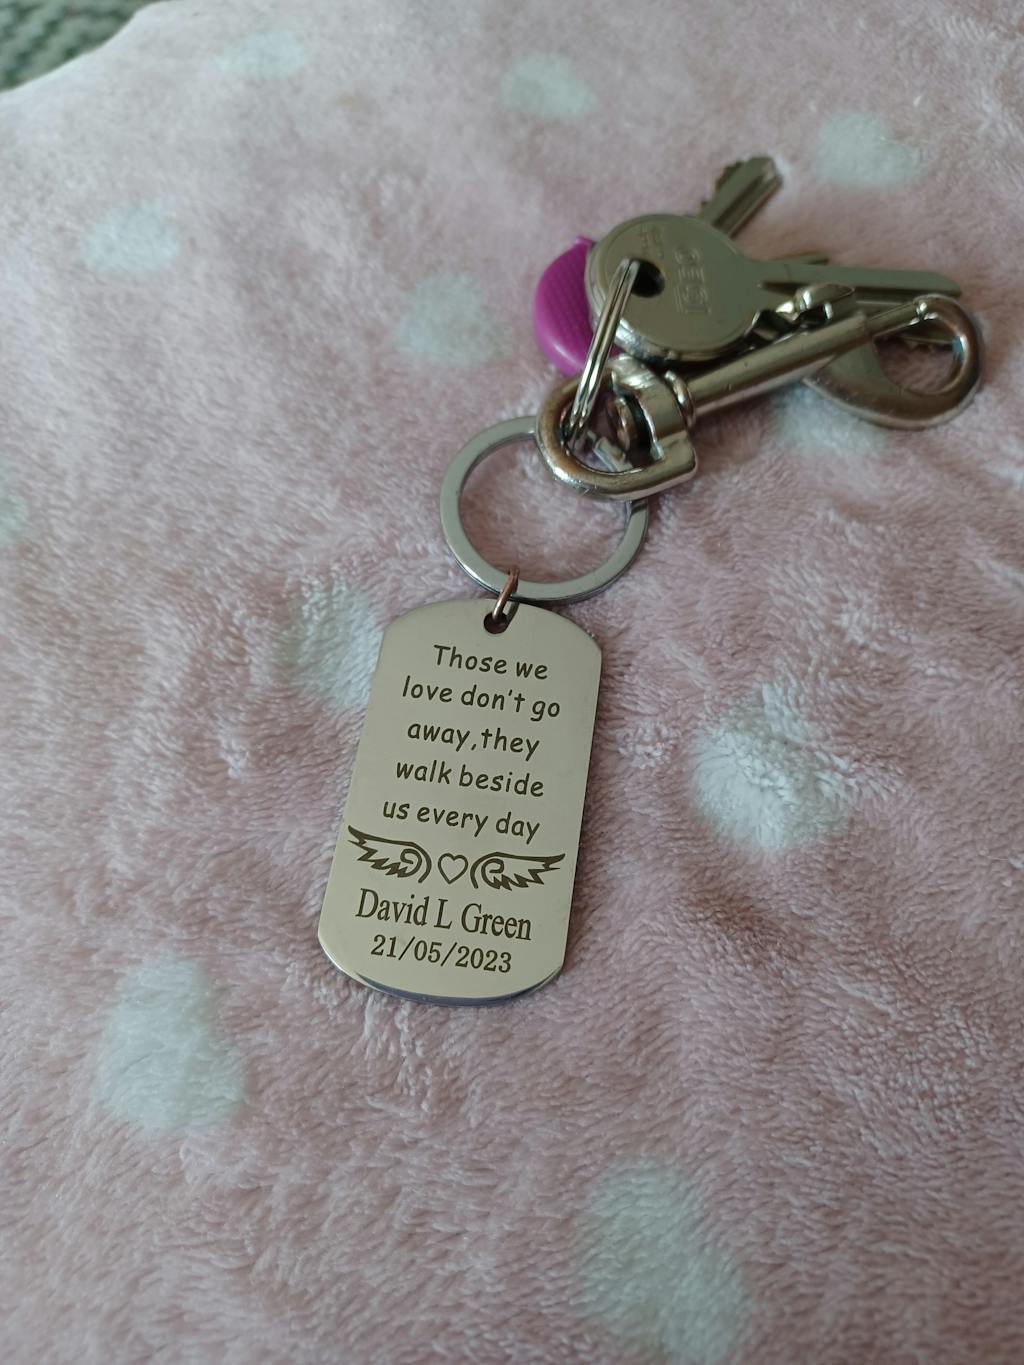 Those we
love don't go
away,they
walk beside
us every day
David L Green
21/05/2023